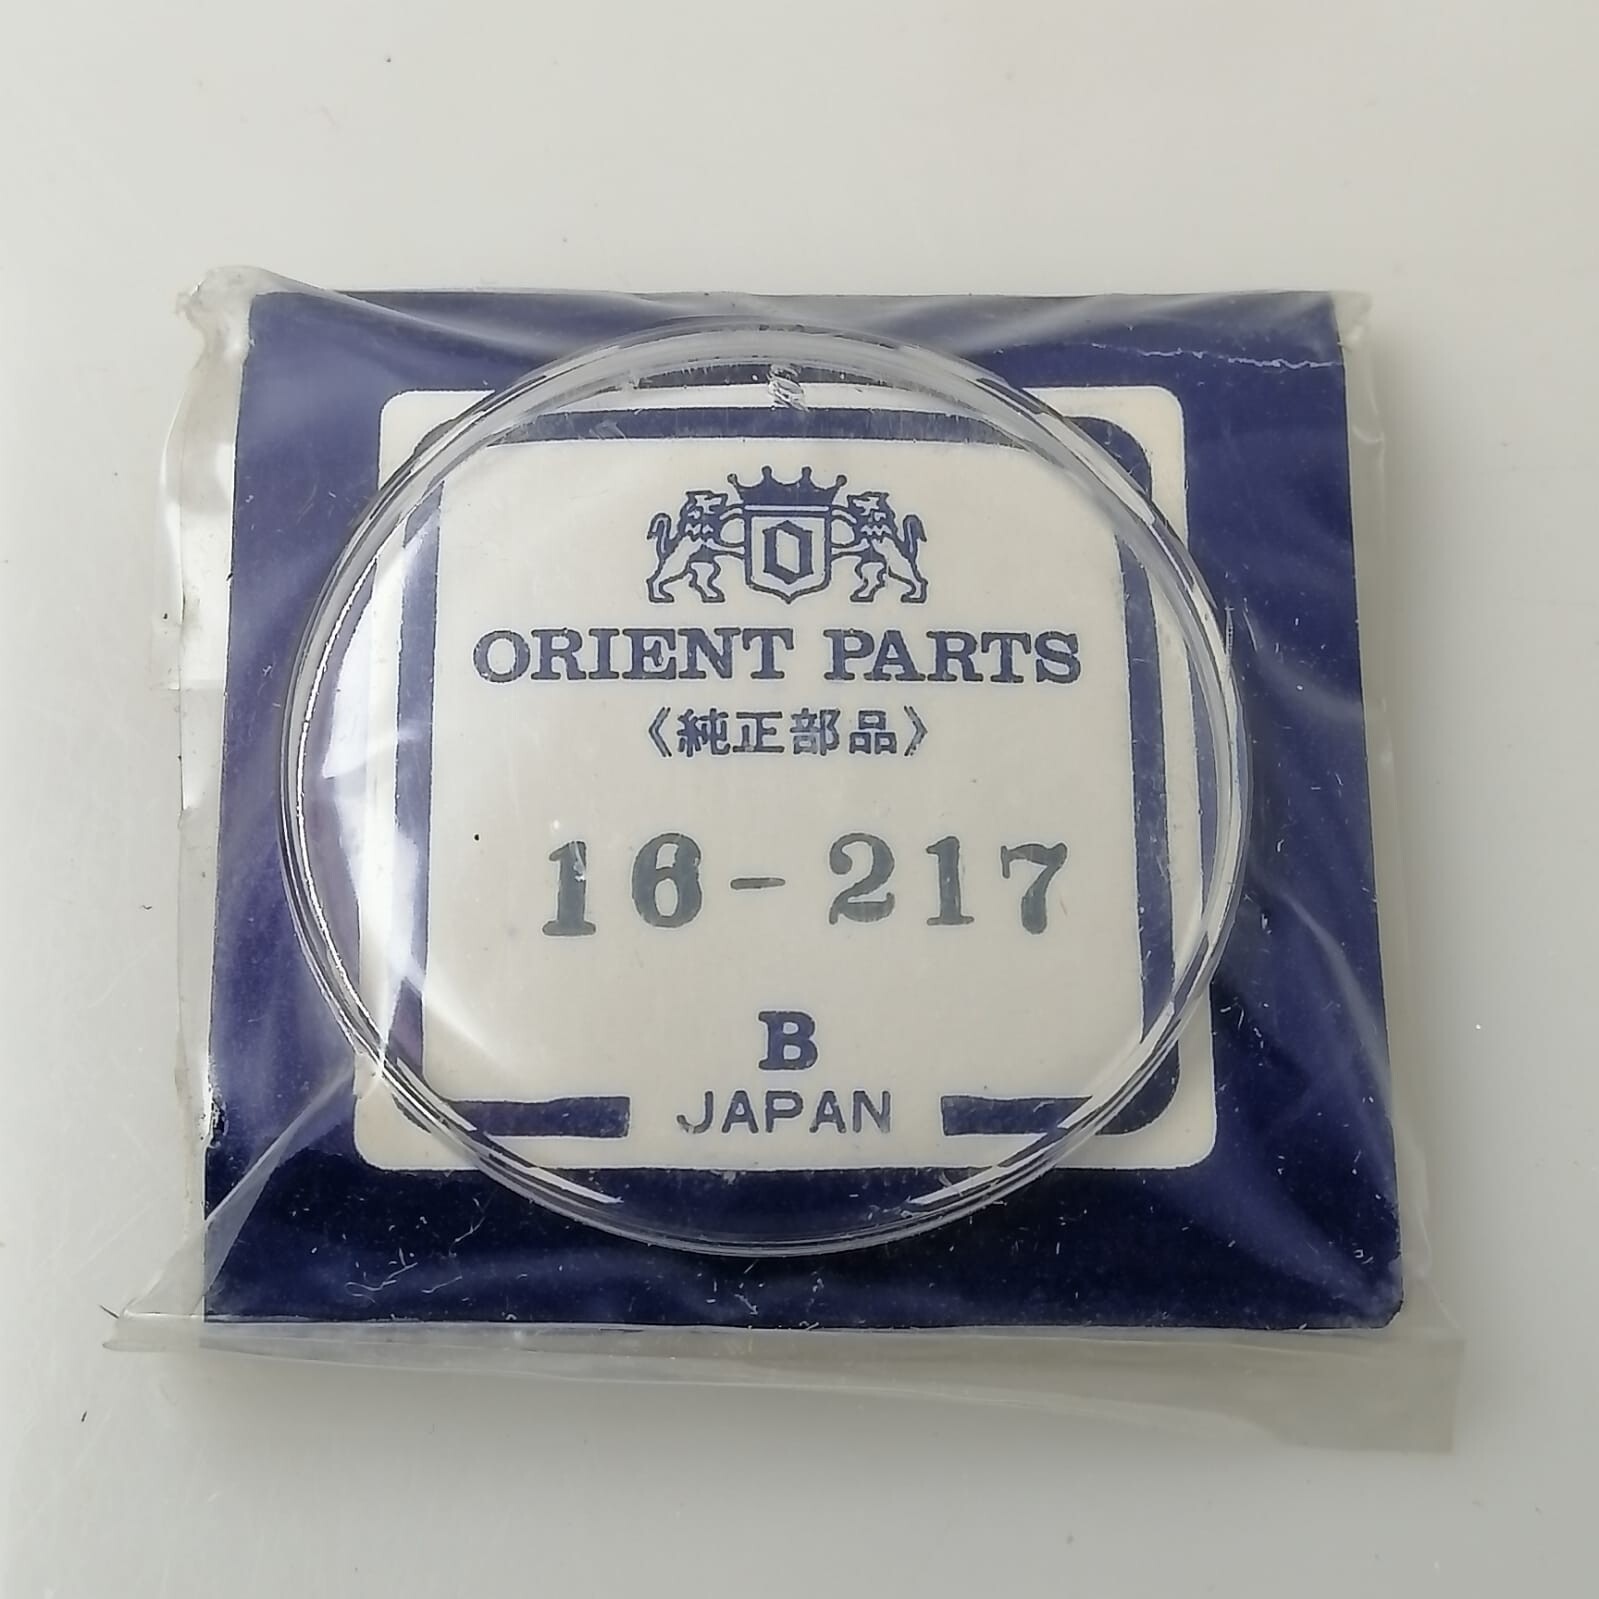 O
ORIENT PARTS
《純正部品》
16-217
B
JAPAN